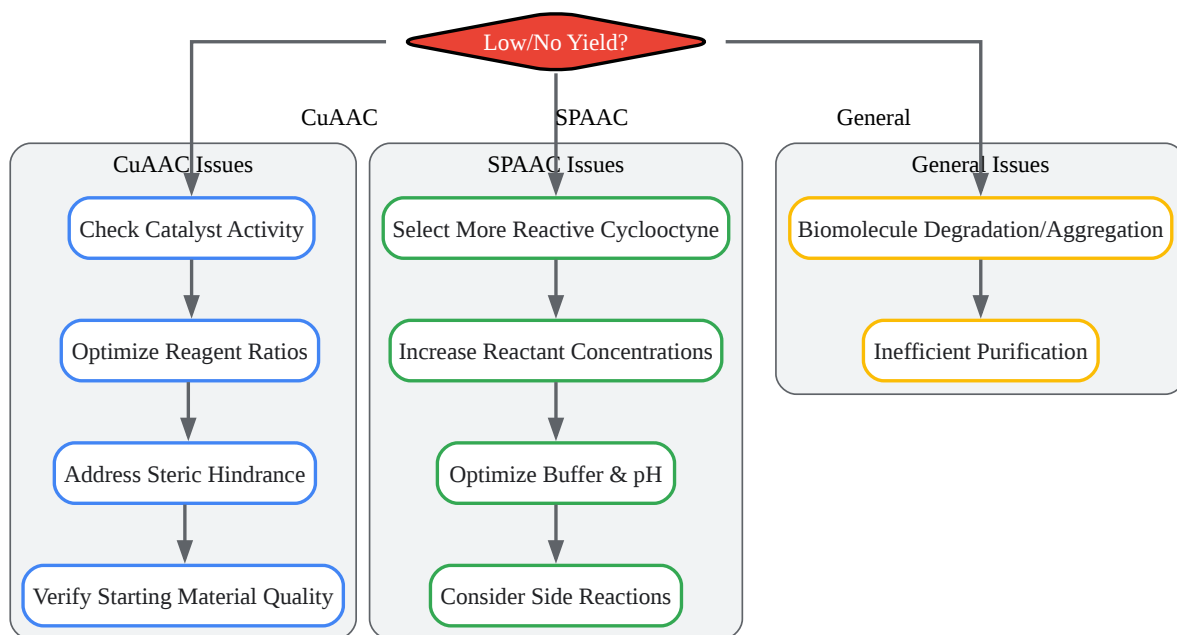 Low/No Yield?
CuAAC
SPAAC
General
CuAAC Issues
SPAAC Issues
General Issues
Check Catalyst Activity
Select More Reactive Cyclooctyne
Biomolecule Degradation/Aggregation
Optimize Reagent Ratios
Increase Reactant Concentrations
Inefficient Purification
Address Steric Hindrance
Optimize Buffer & pH
Verify Starting Material Quality
Consider Side Reactions